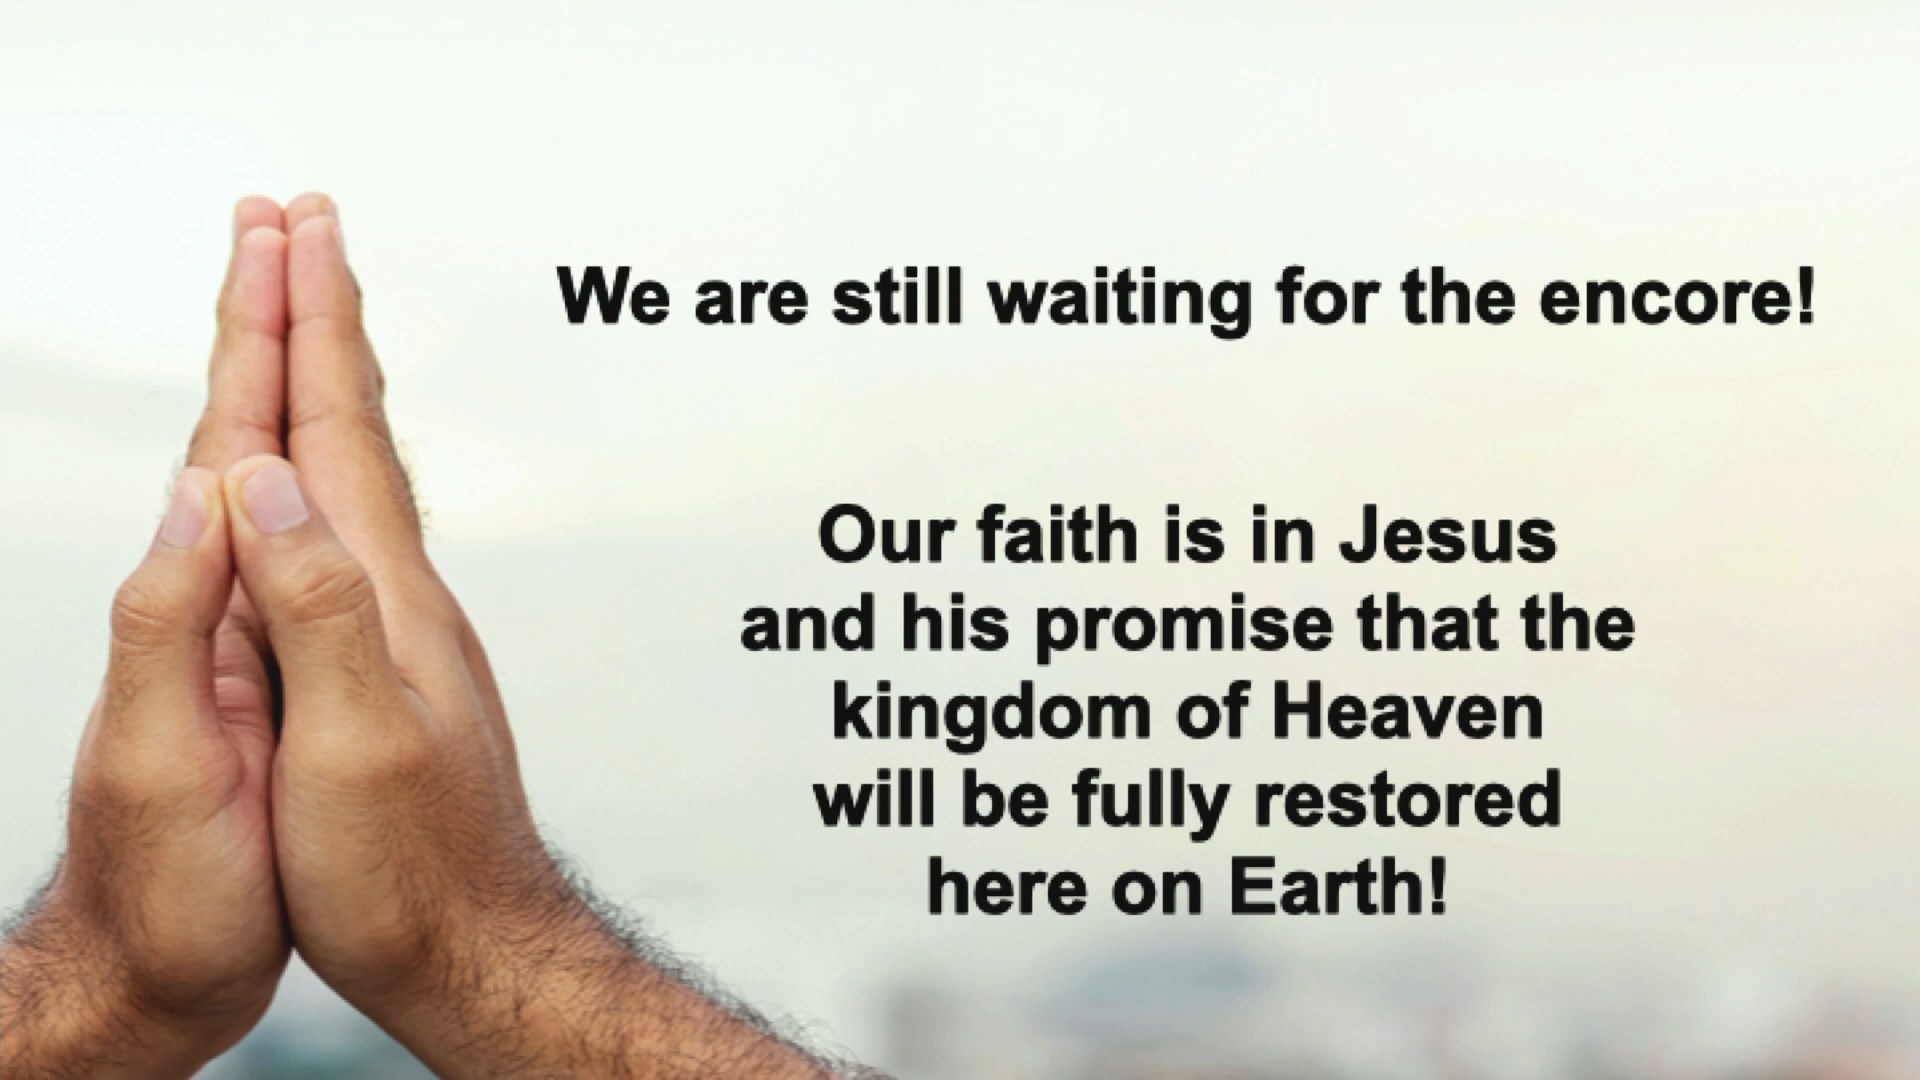 We are still waiting for the encore!
Our faith is in Jesus
and his promise that the
kingdom of Heaven
will be fully restored
here on Earth!